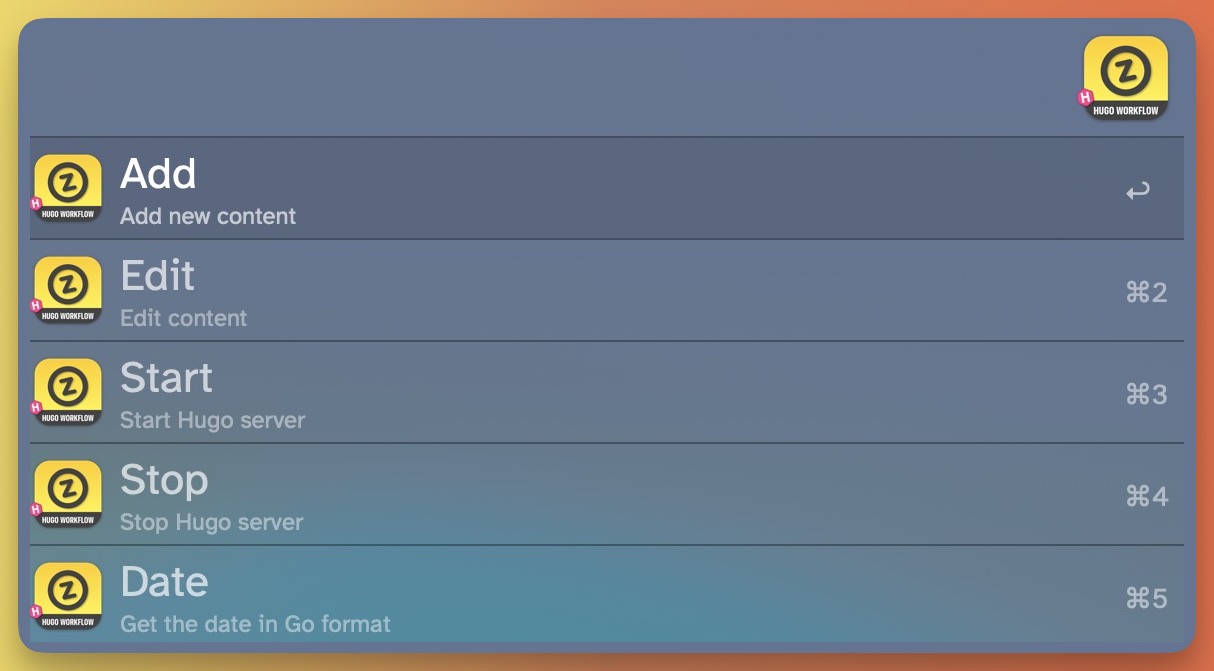 Z
H
HUGO WORKFLOW
Z
H
HUGO WORKFLOW
Add
Add new content
↩
Z
H
HUGO WORKFLOW
Edit
Edit content
⌘2
Z
H
HUGO WORKFLOW
Start
Start Hugo server
⌘3
Z
H
HUGO WORKFLOW
Stop
Stop Hugo server
⌘4
Z
H
HUGO WORKFLOW
Date
Get the date in Go format
⌘5